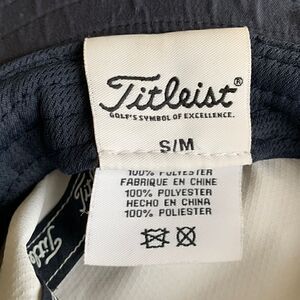 Titleist®
GOLF'S SYMBOL OF EXCELLENCE.
S/M
100% POLYESTER
FABRIQUE EN CHINE
100% POLYESTER
HECHO EN CHINA
100% POLIESTER